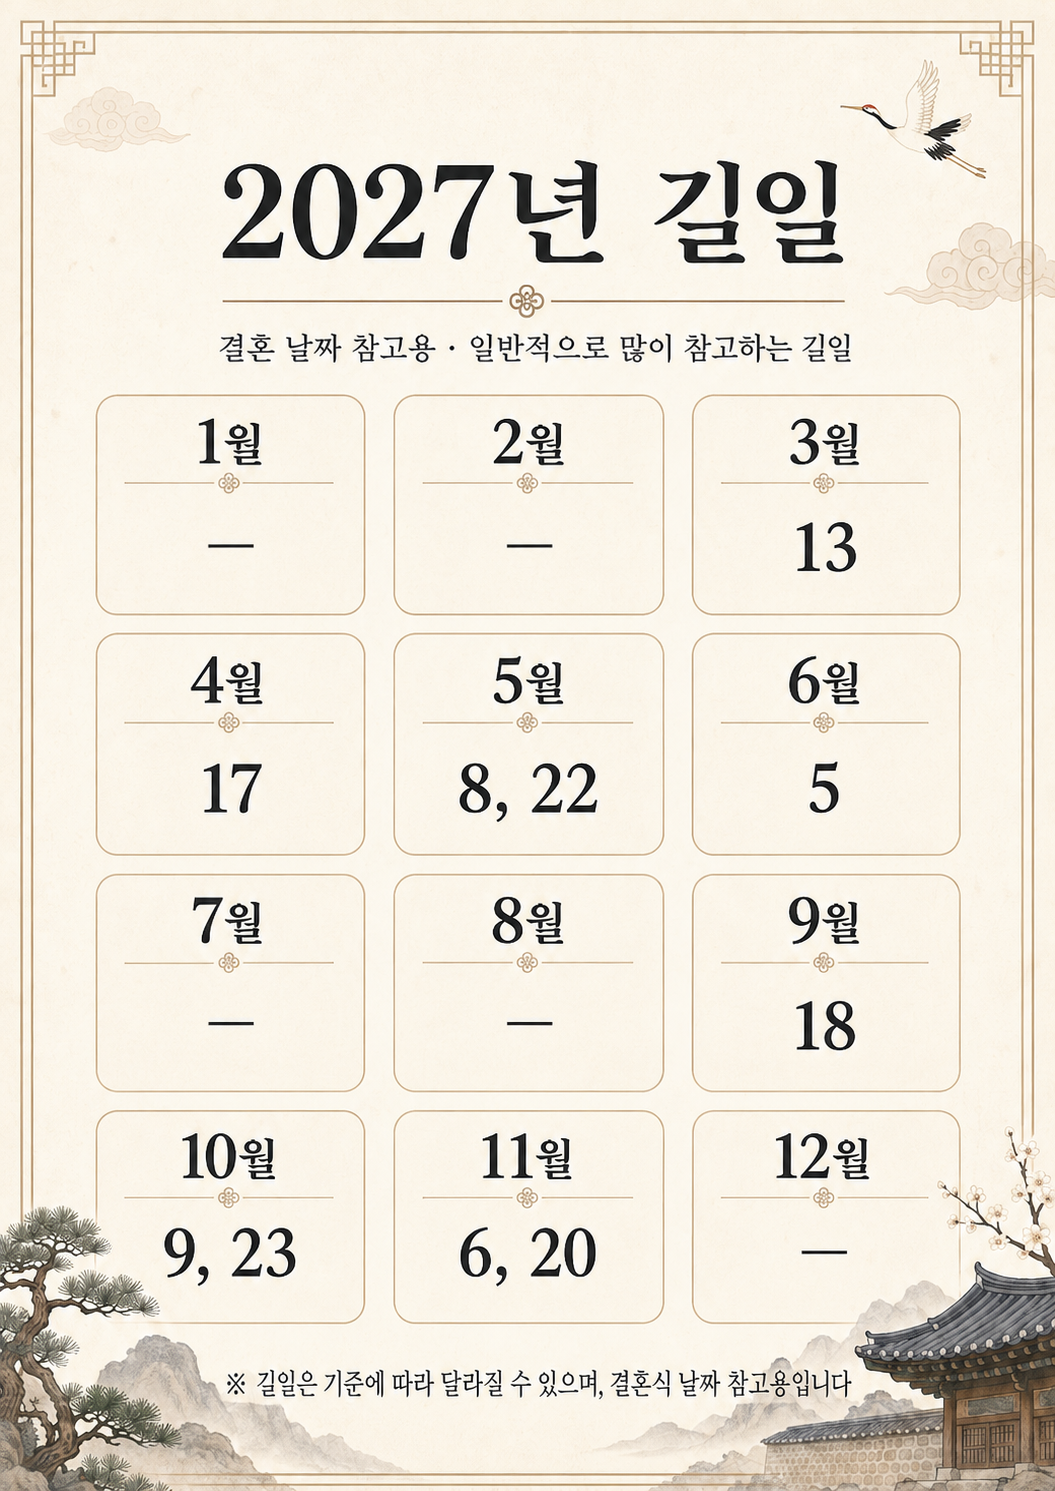 2027년 길일
결혼 날짜 참고용 · 일반적으로 많이 참고하는 길일
1월
—
2월
—
3월
13
4월
17
5월
8, 22
6월
5
7월
—
8월
—
9월
18
10월
9, 23
11월
6, 20
12월
—
※ 길일은 기준에 따라 달라질 수 있으며, 결혼식 날짜 참고용입니다